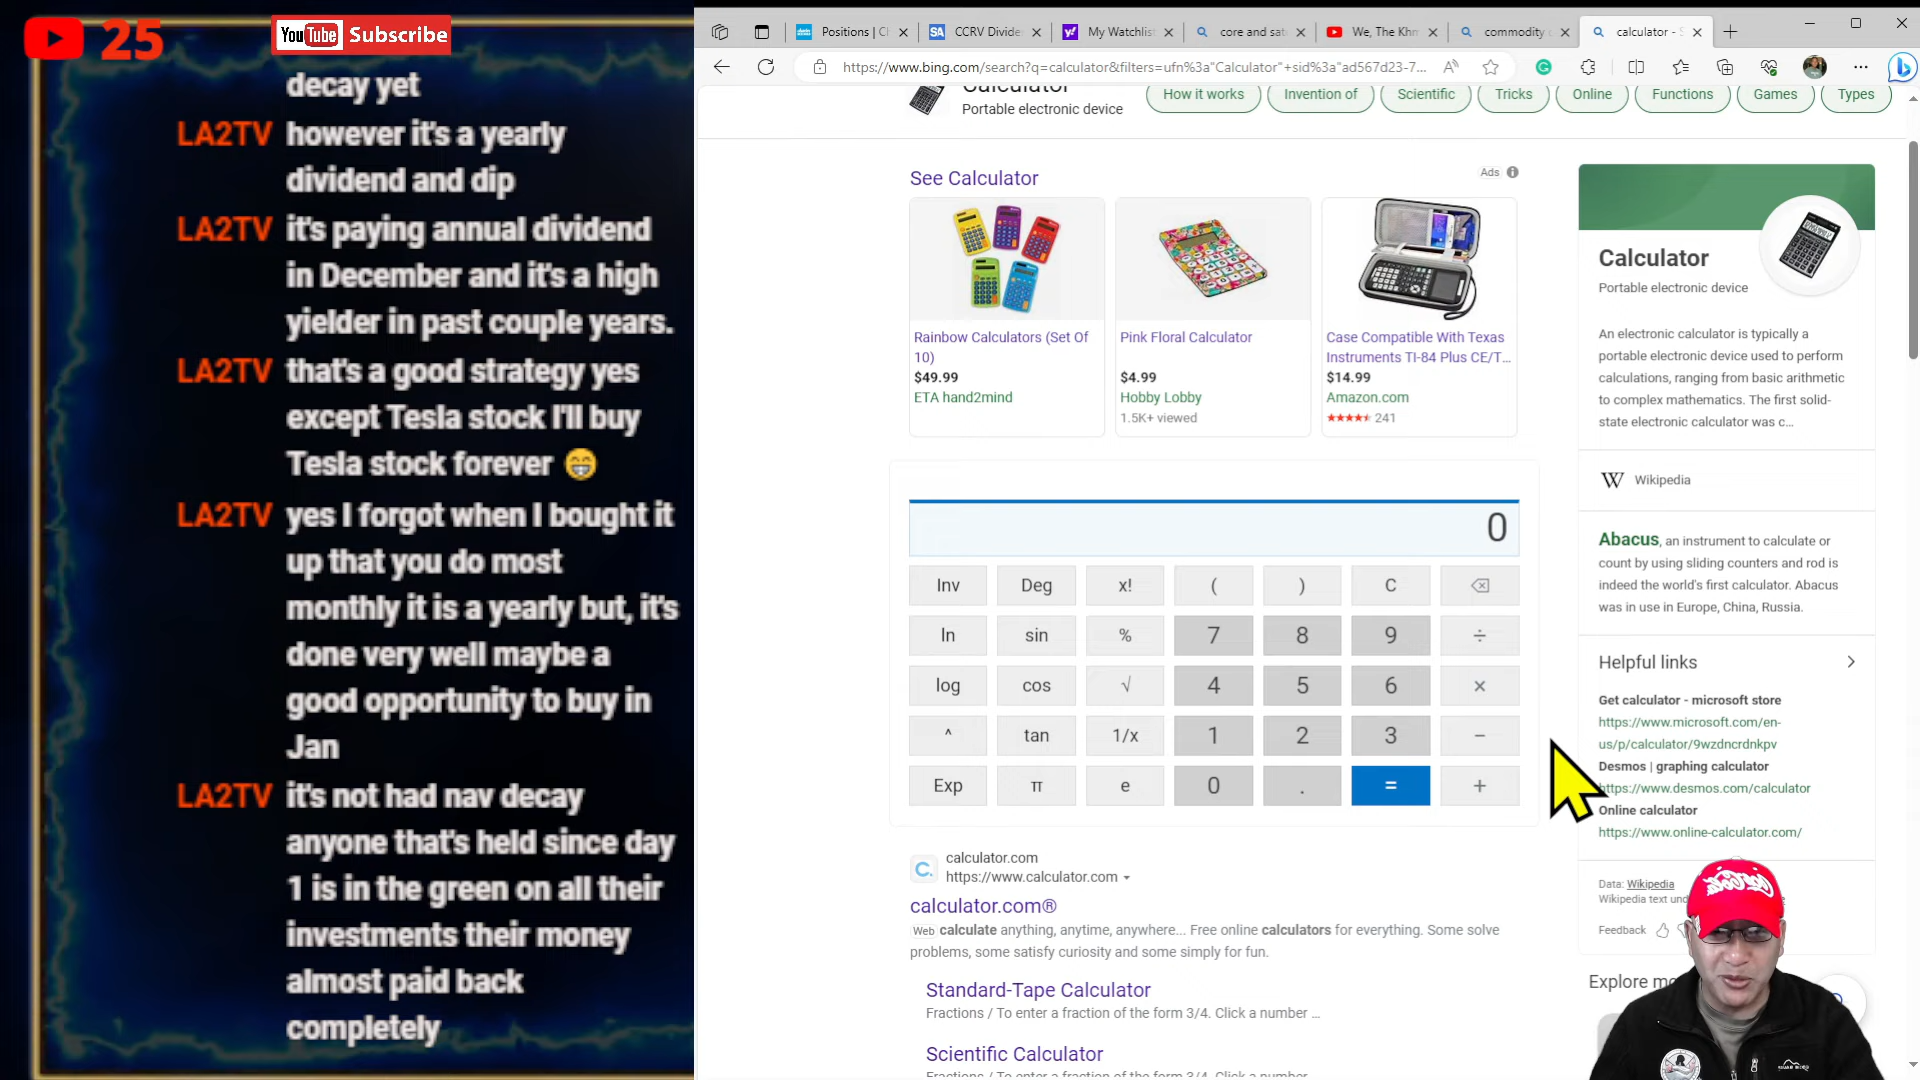 25
YouTube Subscribe
decay yet
LA2TV however it's a yearly
dividend and dip
LA2TV it's paying annual dividend
in December and it's a high
yielder in past couple years.
LA2TV that's a good strategy yes
except Tesla stock I'll buy
Tesla stock forever 😁
LA2TV yes I forgot when I bought it
up that you do most
monthly it is a yearly but, it's
done very well maybe a
good opportunity to buy in
Jan
LA2TV it's not had nav decay
anyone that's held since day
1 is in the green on all their
investments their money
almost paid back
completely
Positions | Ch
SA CCRV Divide
My Watchlist
core and sat
We, The Khm
commodity
calculator - S
https://www.bing.com/search?q=calculator&filters=ufn%3a"Calculator"+sid%3a"ad567d23-7...
Calculator
Portable electronic device
How it works
Invention of
Scientific
Tricks
Online
Functions
Games
Types
See Calculator
Ads
Rainbow Calculators (Set Of
10)
$49.99
ETA hand2mind
Pink Floral Calculator
$4.99
Hobby Lobby
1.5K+ viewed
Case Compatible With Texas
Instruments TI-84 Plus CE/T...
$14.99
Amazon.com
241
0
Inv Deg x! ( ) C
ln sin % 7 8 9 ÷
log cos √ 4 5 6 ×
^ tan 1/x 1 2 3 −
Exp π e 0 . = +
C. calculator.com
https://www.calculator.com
calculator.com®
Web calculate anything, anytime, anywhere... Free online calculators for everything. Some solve
problems, some satisfy curiosity and some simply for fun.
Standard-Tape Calculator
Fractions / To enter a fraction of the form 3/4. Click a number ...
Scientific Calculator
Fractions / To enter a fraction of the form 3/4. Click a number
Calculator
Portable electronic device
An electronic calculator is typically a
portable electronic device used to perform
calculations, ranging from basic arithmetic
to complex mathematics. The first solid-
state electronic calculator was c...
W Wikipedia
Abacus, an instrument to calculate or
count by using sliding counters and rod is
indeed the world's first calculator. Abacus
was in use in Europe, China, Russia.
Helpful links
Get calculator - microsoft store
https://www.microsoft.com/en-
us/p/calculator/9wzdncrdnkpv
Desmos | graphing calculator
https://www.desmos.com/calculator
Online calculator
https://www.online-calculator.com/
Data: Wikipedia
Wikipedia text und
Feedback
Explore mo